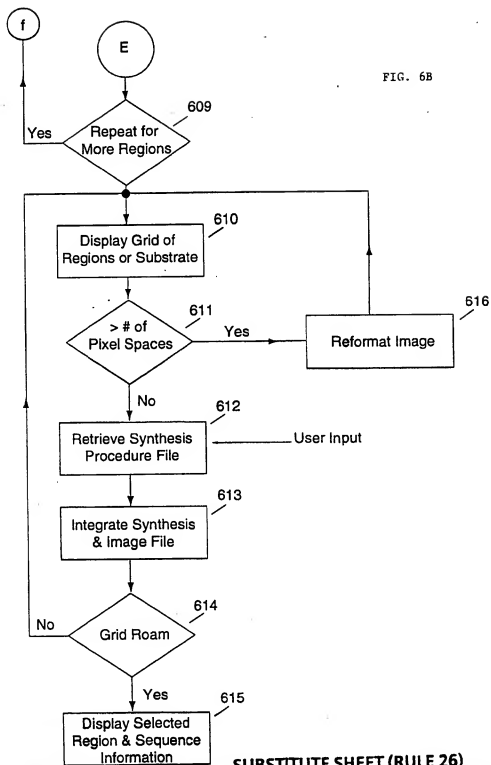 f
E
FIG. 6B
609
Yes
Repeat for
More Regions
610
Display Grid of
Regions or Substrate
611
> # of
Pixel Spaces
Yes
616
Reformat Image
No
612
Retrieve Synthesis
Procedure File
User Input
613
Integrate Synthesis
& Image File
614
No
Grid Roam
Yes
615
Display Selected
Region & Sequence
Information
SUBSTITUTE SHEET (RULE 26)